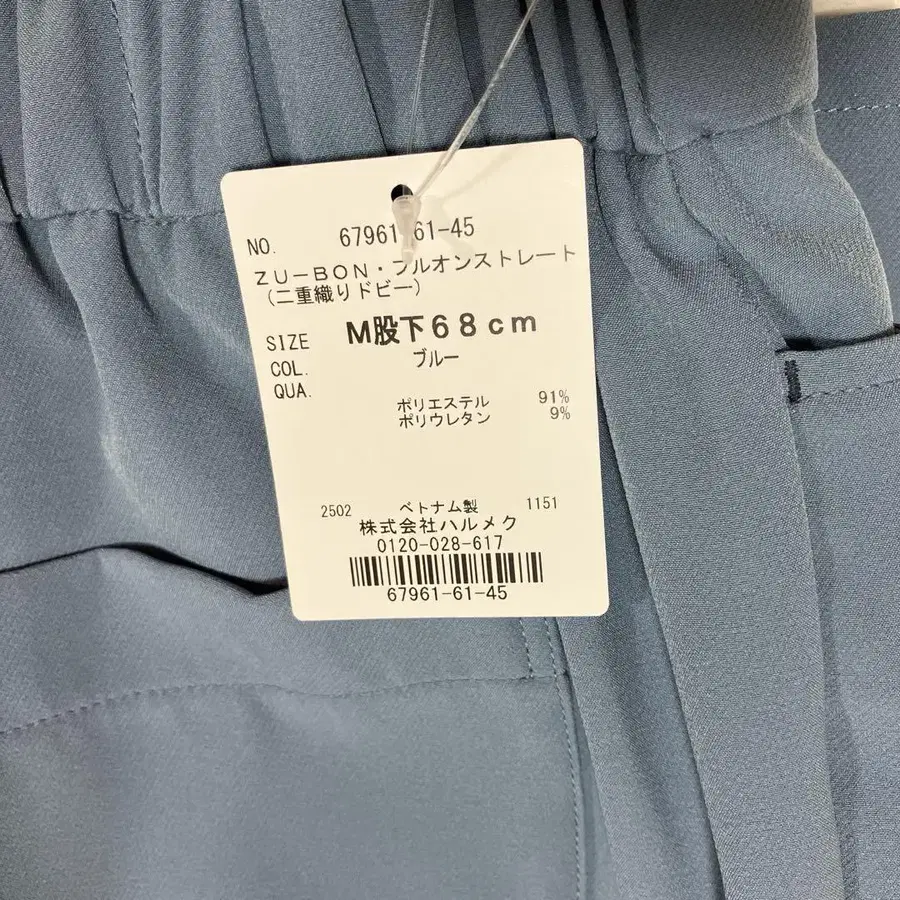 NO. 67961-61-45
ZU-BON・プルオンストレート
(二重織りドビー)
SIZE M股下68cm
COL. ブルー
QUA.
ポリエステル 91%
ポリウレタン 9%
2502 ベトナム製 1151
株式会社ハルメク
0120-028-617
67961-61-45